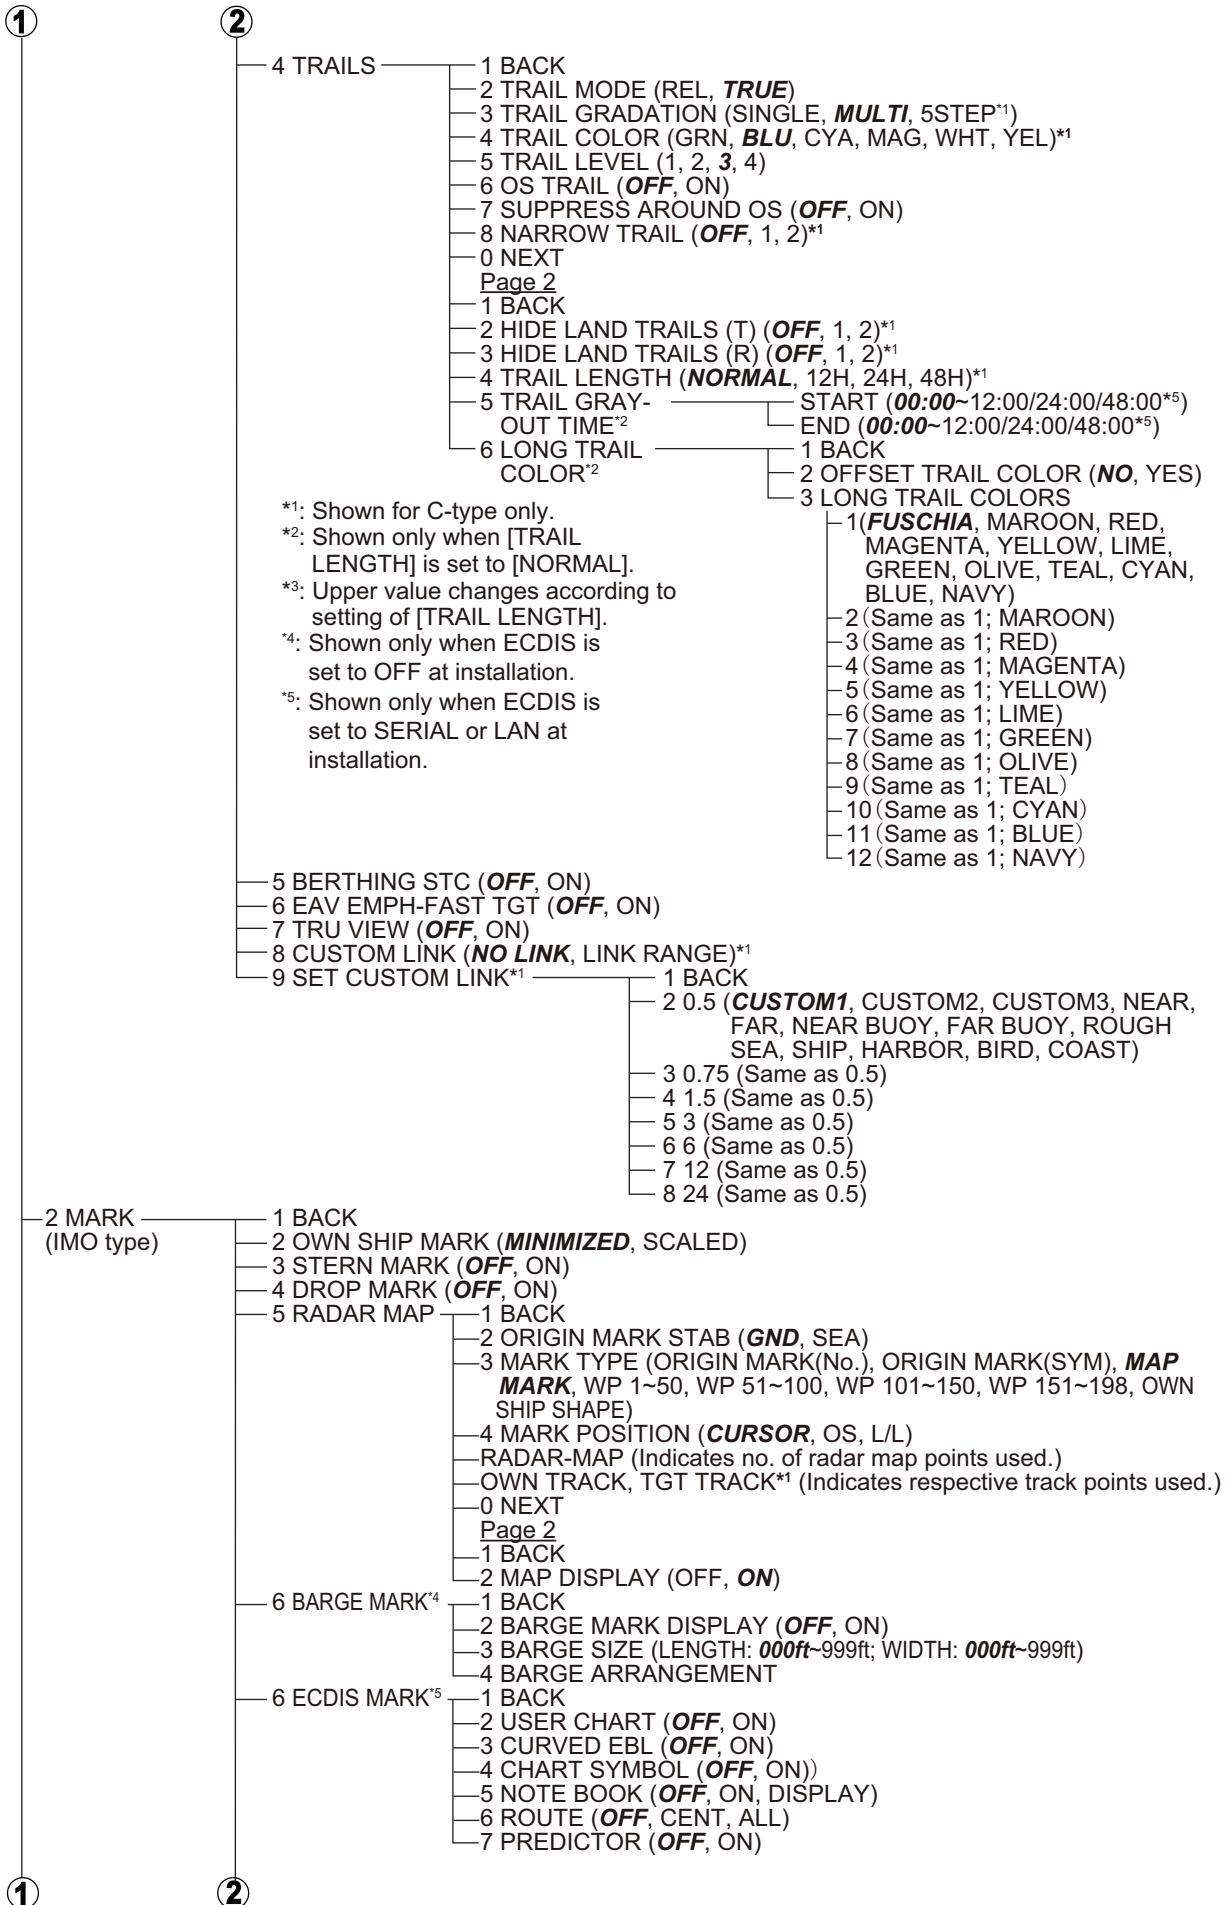 1 2
4 TRAILS
1 BACK
2 TRAIL MODE (REL, TRUE)
3 TRAIL GRADATION (SINGLE, MULTI, 5STEP*1)
4 TRAIL COLOR (GRN, BLU, CYA, MAG, WHT, YEL)*1
5 TRAIL LEVEL (1, 2, 3, 4)
6 OS TRAIL (OFF, ON)
7 SUPPRESS AROUND OS (OFF, ON)
8 NARROW TRAIL (OFF, 1, 2)*1
0 NEXT
Page 2
1 BACK
2 HIDE LAND TRAILS (T) (OFF, 1, 2)*1
3 HIDE LAND TRAILS (R) (OFF, 1, 2)*1
4 TRAIL LENGTH (NORMAL, 12H, 24H, 48H)*1
5 TRAIL GRAY-
OUT TIME*2
START (00:00~12:00/24:00/48:00*5)
END (00:00~12:00/24:00/48:00*5)
6 LONG TRAIL
COLOR*2
1 BACK
2 OFFSET TRAIL COLOR (NO, YES)
3 LONG TRAIL COLORS
1(FUSCHIA, MAROON, RED,
MAGENTA, YELLOW, LIME,
GREEN, OLIVE, TEAL, CYAN,
BLUE, NAVY)
2(Same as 1; MAROON)
3(Same as 1; RED)
4(Same as 1; MAGENTA)
5(Same as 1; YELLOW)
6(Same as 1; LIME)
7(Same as 1; GREEN)
8(Same as 1; OLIVE)
9(Same as 1; TEAL)
10(Same as 1; CYAN)
11(Same as 1; BLUE)
12(Same as 1; NAVY)
*1: Shown for C-type only.
*2: Shown only when [TRAIL
LENGTH] is set to [NORMAL].
*3: Upper value changes according to
setting of [TRAIL LENGTH].
*4: Shown only when ECDIS is
set to OFF at installation.
*5: Shown only when ECDIS is
set to SERIAL or LAN at
installation.
5 BERTHING STC (OFF, ON)
6 EAV EMPH-FAST TGT (OFF, ON)
7 TRU VIEW (OFF, ON)
8 CUSTOM LINK (NO LINK, LINK RANGE)*1
9 SET CUSTOM LINK*1
1 BACK
2 0.5 (CUSTOM1, CUSTOM2, CUSTOM3, NEAR,
FAR, NEAR BUOY, FAR BUOY, ROUGH
SEA, SHIP, HARBOR, BIRD, COAST)
3 0.75 (Same as 0.5)
4 1.5 (Same as 0.5)
5 3 (Same as 0.5)
6 6 (Same as 0.5)
7 12 (Same as 0.5)
8 24 (Same as 0.5)
2 MARK
(IMO type)
1 BACK
2 OWN SHIP MARK (MINIMIZED, SCALED)
3 STERN MARK (OFF, ON)
4 DROP MARK (OFF, ON)
5 RADAR MAP
1 BACK
2 ORIGIN MARK STAB (GND, SEA)
3 MARK TYPE (ORIGIN MARK(No.), ORIGIN MARK(SYM), MAP
MARK, WP 1~50, WP 51~100, WP 101~150, WP 151~198, OWN
SHIP SHAPE)
4 MARK POSITION (CURSOR, OS, L/L)
RADAR-MAP (Indicates no. of radar map points used.)
OWN TRACK, TGT TRACK*1 (Indicates respective track points used.)
0 NEXT
Page 2
1 BACK
2 MAP DISPLAY (OFF, ON)
6 BARGE MARK*4
1 BACK
2 BARGE MARK DISPLAY (OFF, ON)
3 BARGE SIZE (LENGTH: 000ft~999ft; WIDTH: 000ft~999ft)
4 BARGE ARRANGEMENT
6 ECDIS MARK*5
1 BACK
2 USER CHART (OFF, ON)
3 CURVED EBL (OFF, ON)
4 CHART SYMBOL (OFF, ON))
5 NOTE BOOK (OFF, ON, DISPLAY)
6 ROUTE (OFF, CENT, ALL)
7 PREDICTOR (OFF, ON)
1 2